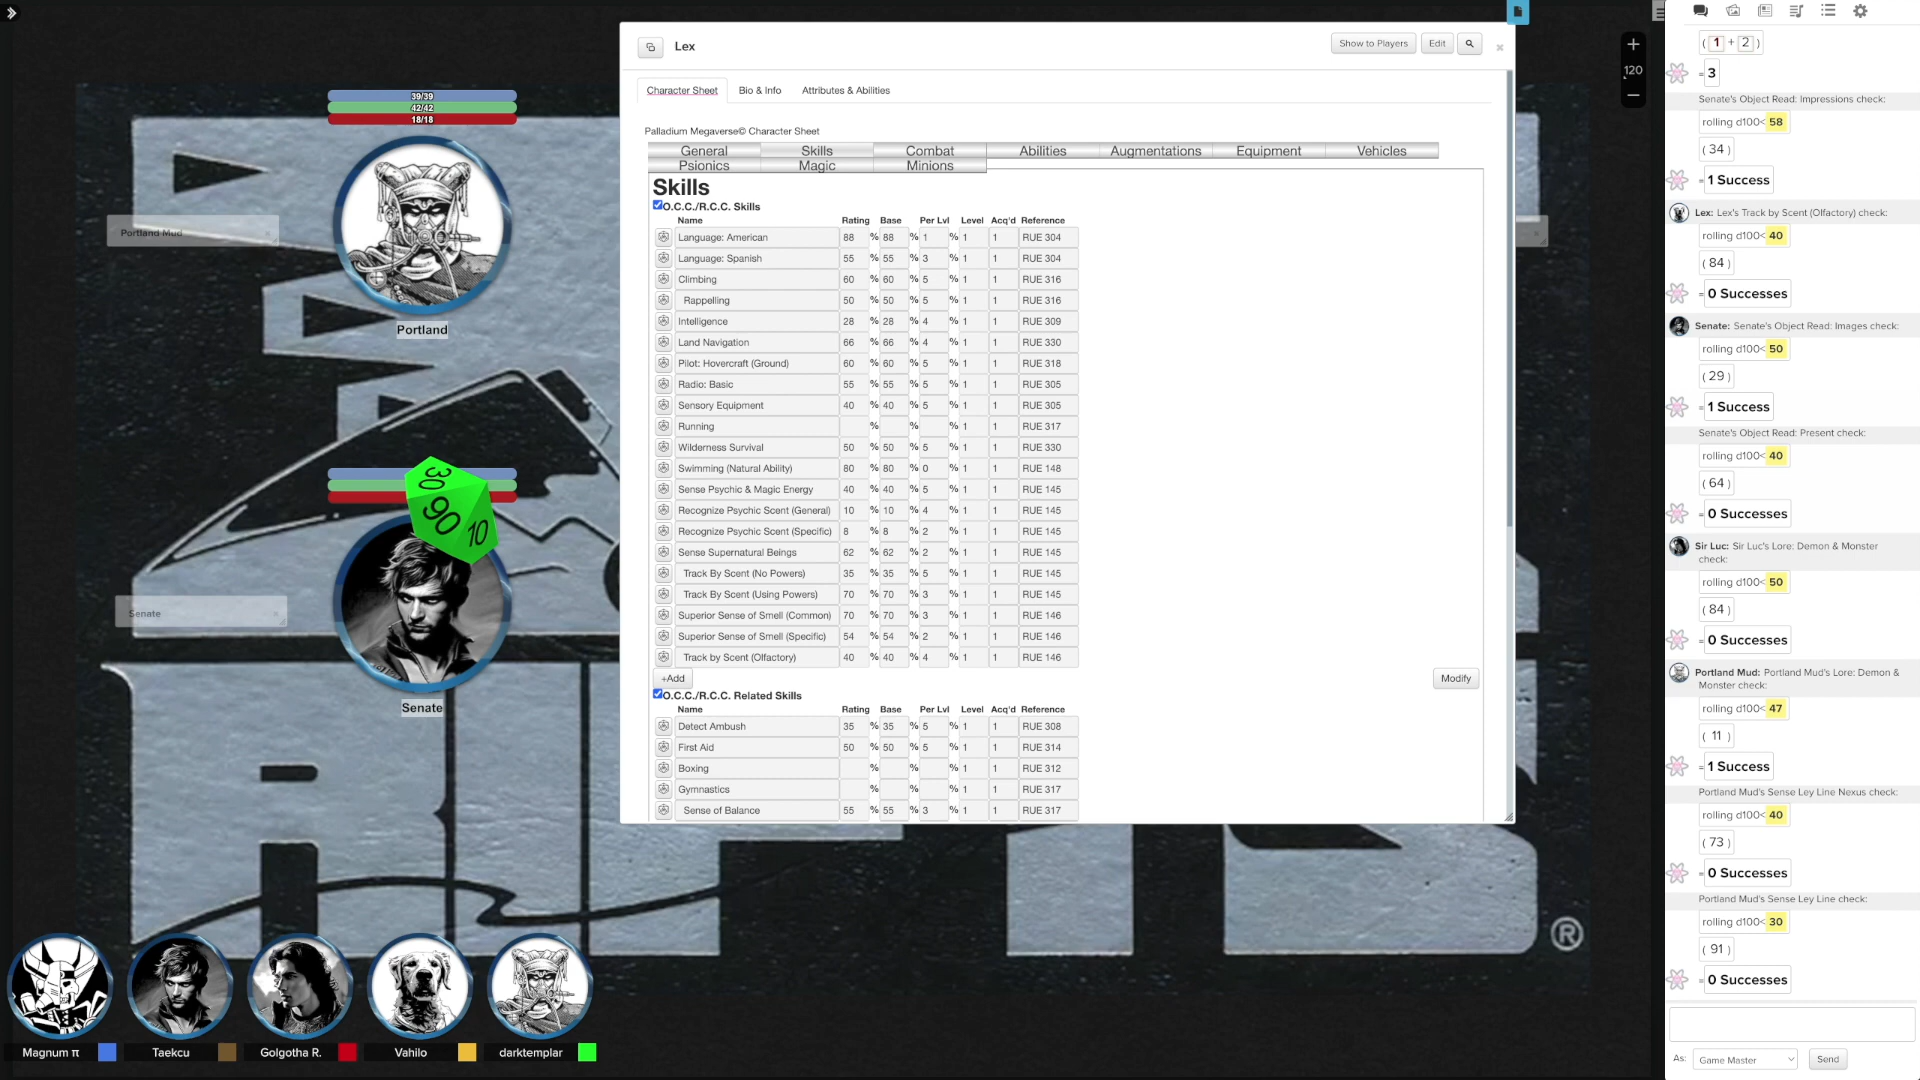 Lex
Show to Players
Edit
Character Sheet
Bio & Info
Attributes & Abilities
Palladium Megaverse© Character Sheet
General Skills Combat Abilities Augmentations Equipment Vehicles
Psionics Magic Minions
Skills
O.C.C./R.C.C. Skills
Name Rating Base Per Lvl Level Acq'd Reference
Language: American 88 % 88 % 1 % 1 1 RUE 304
Language: Spanish 55 % 55 % 3 % 1 1 RUE 304
Climbing 60 % 60 % 5 % 1 1 RUE 316
Rappelling 50 % 50 % 5 % 1 1 RUE 316
Intelligence 28 % 28 % 4 % 1 1 RUE 309
Land Navigation 66 % 66 % 4 % 1 1 RUE 330
Pilot: Hovercraft (Ground) 60 % 60 % 5 % 1 1 RUE 318
Radio: Basic 55 % 55 % 5 % 1 1 RUE 305
Sensory Equipment 40 % 40 % 5 % 1 1 RUE 305
Running % % % 1 1 RUE 317
Wilderness Survival 50 % 50 % 5 % 1 1 RUE 330
Swimming (Natural Ability) 80 % 80 % 0 % 1 1 RUE 148
Sense Psychic & Magic Energy 40 % 40 % 5 % 1 1 RUE 145
Recognize Psychic Scent (General) 10 % 10 % 4 % 1 1 RUE 145
Recognize Psychic Scent (Specific) 8 % 8 % 2 % 1 1 RUE 145
Sense Supernatural Beings 62 % 62 % 2 % 1 1 RUE 145
Track By Scent (No Powers) 35 % 35 % 5 % 1 1 RUE 145
Track By Scent (Using Powers) 70 % 70 % 3 % 1 1 RUE 145
Superior Sense of Smell (Common) 70 % 70 % 3 % 1 1 RUE 146
Superior Sense of Smell (Specific) 54 % 54 % 2 % 1 1 RUE 146
Track by Scent (Olfactory) 40 % 40 % 4 % 1 1 RUE 146
+Add
Modify
O.C.C./R.C.C. Related Skills
Name Rating Base Per Lvl Level Acq'd Reference
Detect Ambush 35 % 35 % 5 % 1 1 RUE 308
First Aid 50 % 50 % 5 % 1 1 RUE 314
Boxing % % % 1 1 RUE 312
Gymnastics % % % 1 1 RUE 317
Sense of Balance 55 % 55 % 3 % 1 1 RUE 317
39/39
42/42
18/18
Portland Mud
Portland
30
90
10
Senate
Senate
®
Magnum π
Taekcu
Golgotha R.
Vahilo
darktemplar
+
120
−
( 1 + 2 )
= 3
Senate's Object Read: Impressions check:
rolling d100< 58
( 34 )
= 1 Success
Lex: Lex's Track by Scent (Olfactory) check:
rolling d100< 40
( 84 )
= 0 Successes
Senate: Senate's Object Read: Images check:
rolling d100< 50
( 29 )
= 1 Success
Senate's Object Read: Present check:
rolling d100< 40
( 64 )
= 0 Successes
Sir Luc: Sir Luc's Lore: Demon & Monster
check:
rolling d100< 50
( 84 )
= 0 Successes
Portland Mud: Portland Mud's Lore: Demon &
Monster check:
rolling d100< 47
( 11 )
= 1 Success
Portland Mud's Sense Ley Line Nexus check:
rolling d100< 40
( 73 )
= 0 Successes
Portland Mud's Sense Ley Line check:
rolling d100< 30
( 91 )
= 0 Successes
As: Game Master
Send